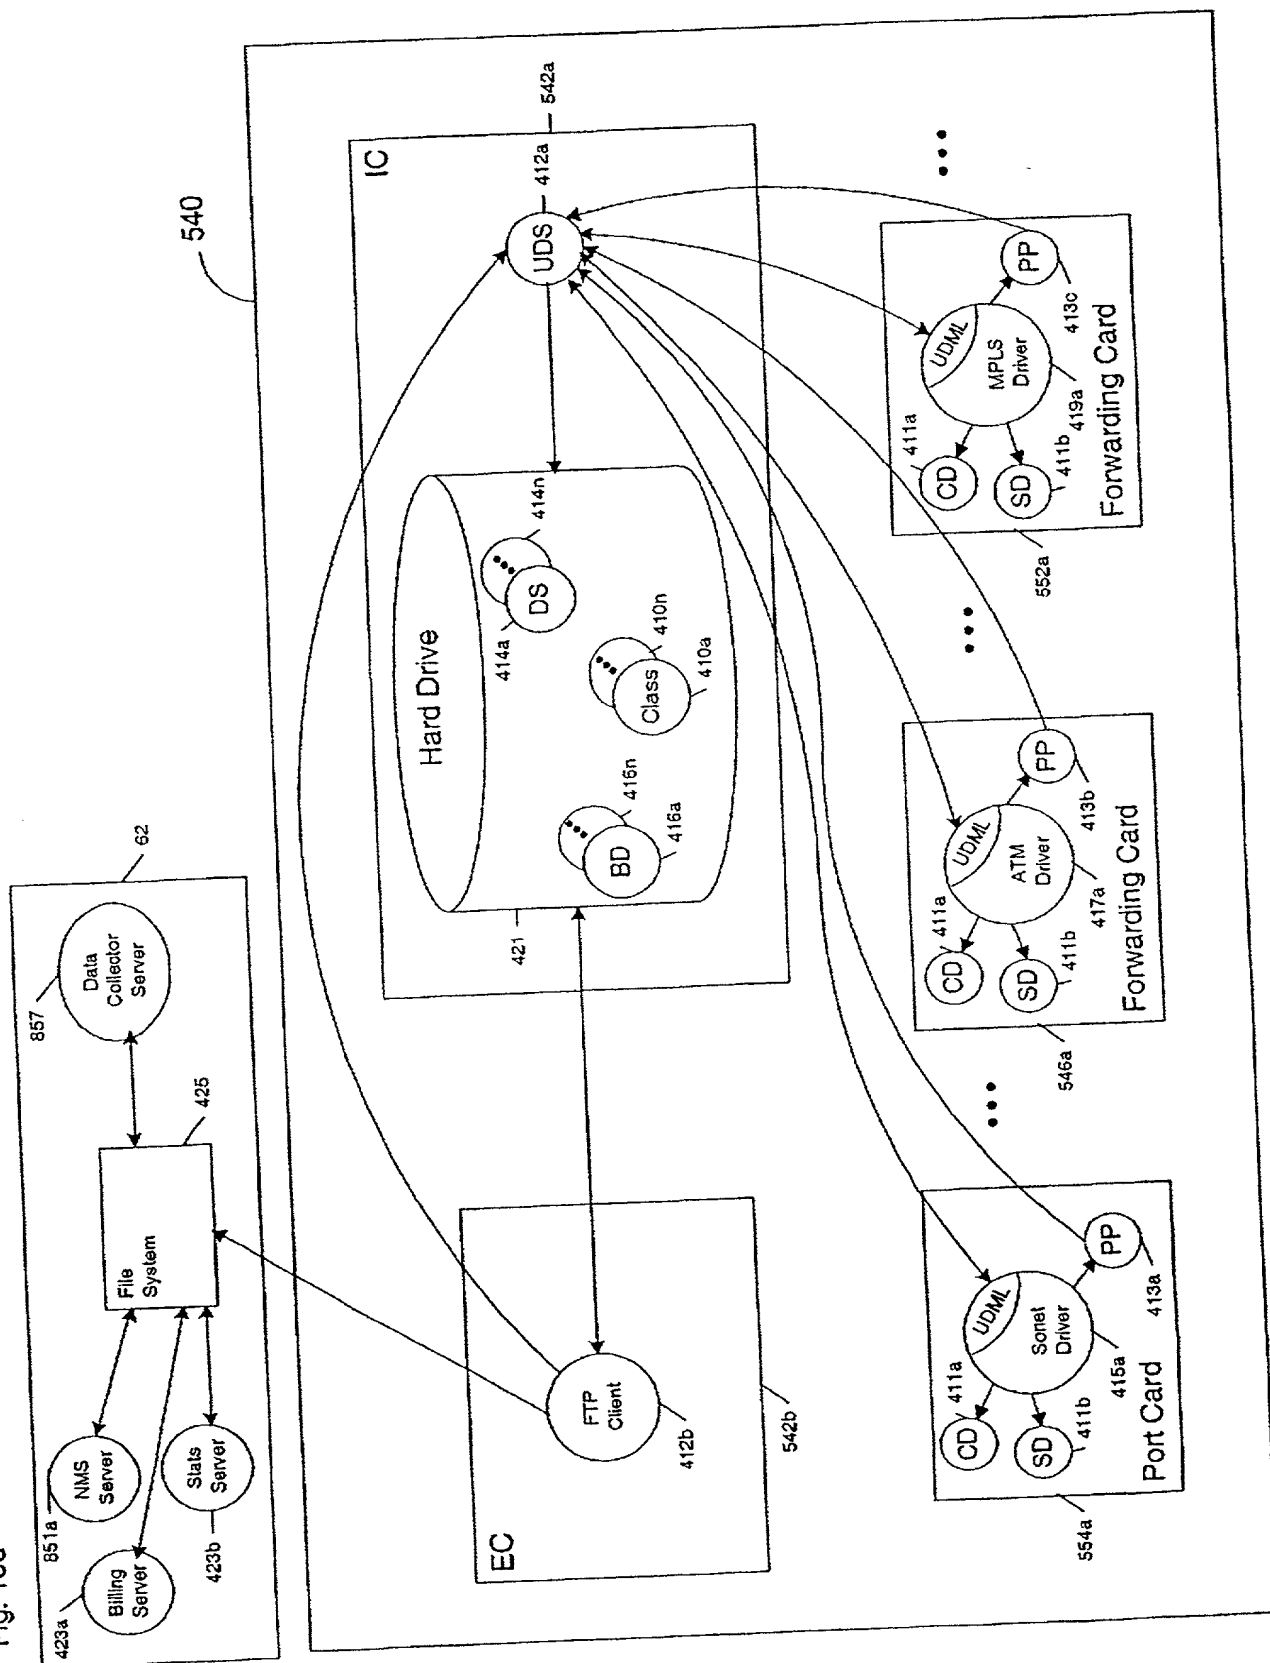 Fig.
62
857
Data
Collector
Server
425
File
System
851a
NMS
Server
423a
Billing
Server
Stats
Server
423b
540
542a
IC
412a
UDS
Hard Drive
421
414n
DS
414a
410n
Class
410a
416n
BD
416a
EC
FTP
Client
412b
542b
554a
Port Card
411a
CD
SD
411b
UDML
Sonet
Driver
415a
PP
413a
546a
Forwarding Card
411a
CD
SD
411b
UDML
ATM
Driver
417a
PP
413b
552a
Forwarding Card
411a
CD
SD
411b
UDML
MPLS
Driver
419a
PP
413c